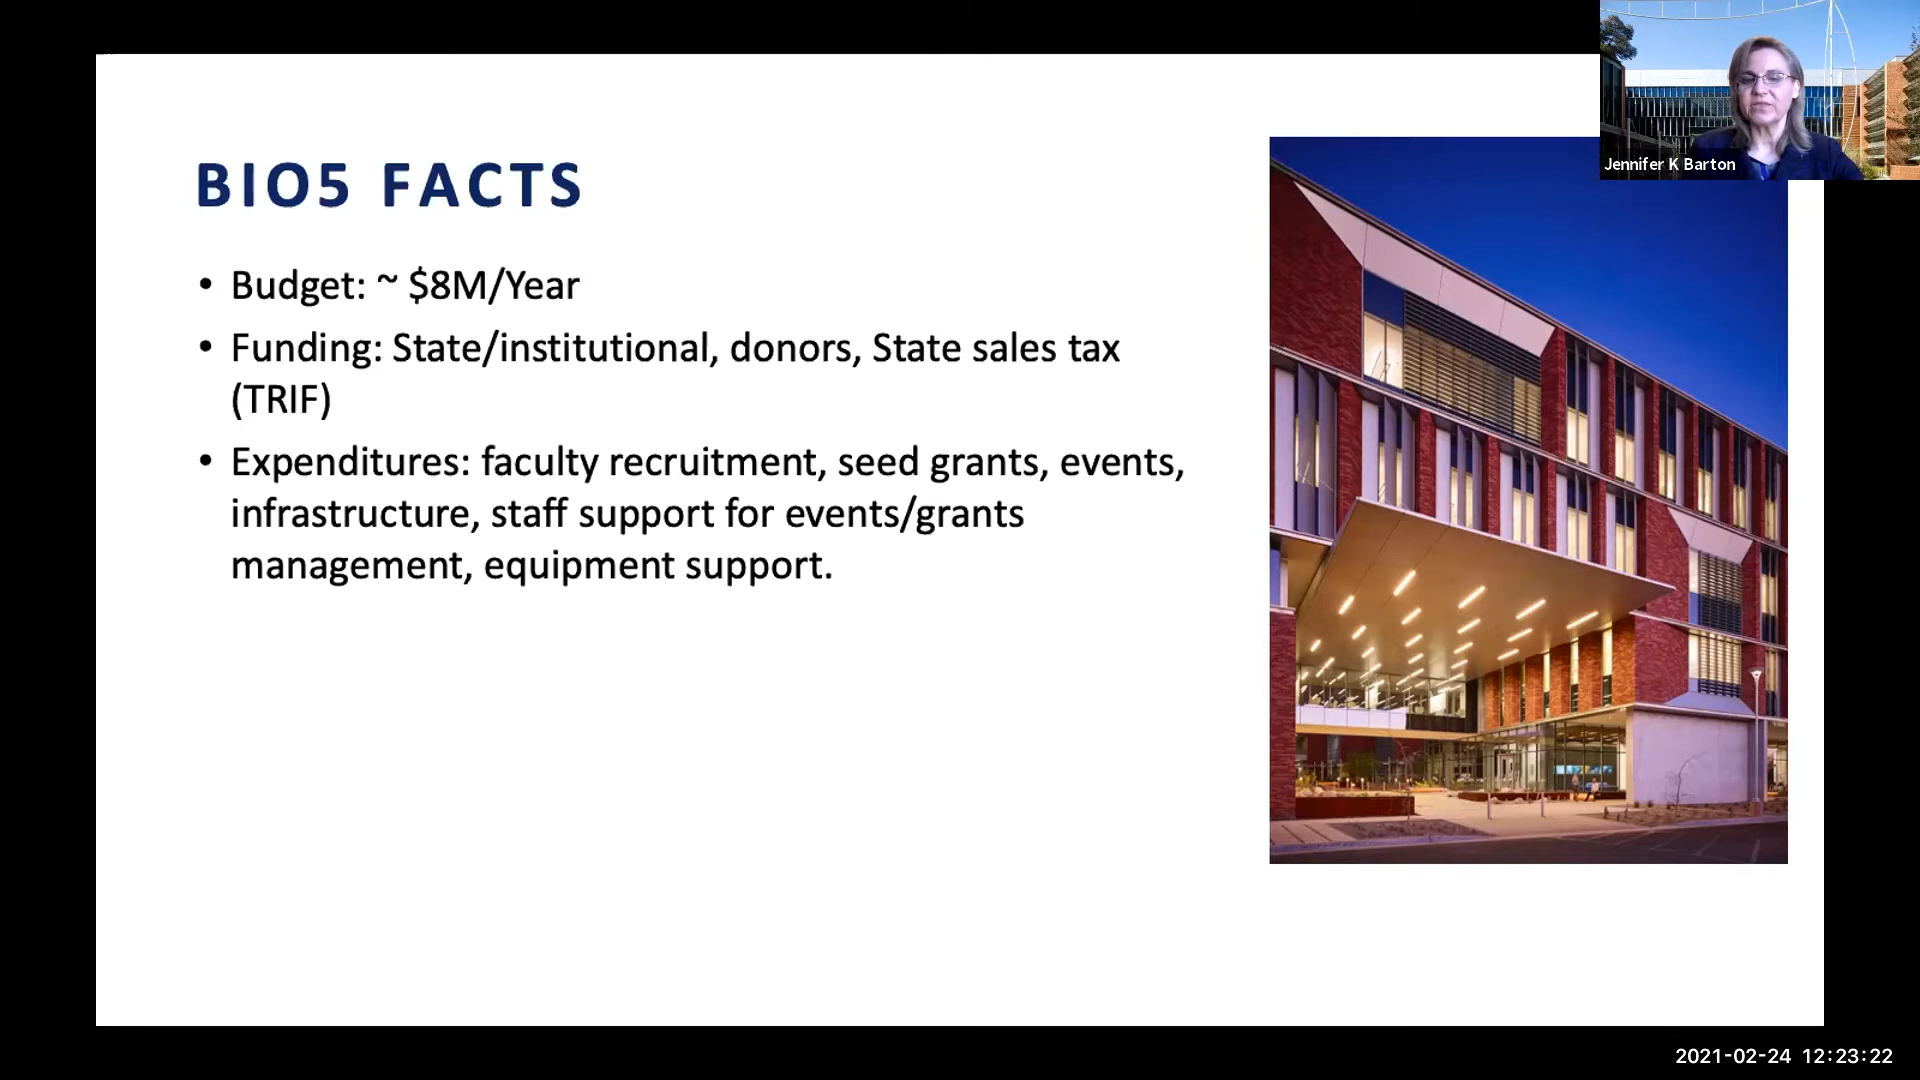 Jennifer K Barton
BIO5 FACTS
• Budget: ~ $8M/Year
• Funding: State/institutional, donors, State sales tax
(TRIF)
• Expenditures: faculty recruitment, seed grants, events,
infrastructure, staff support for events/grants
management, equipment support.
2021-02-24 12:23:22